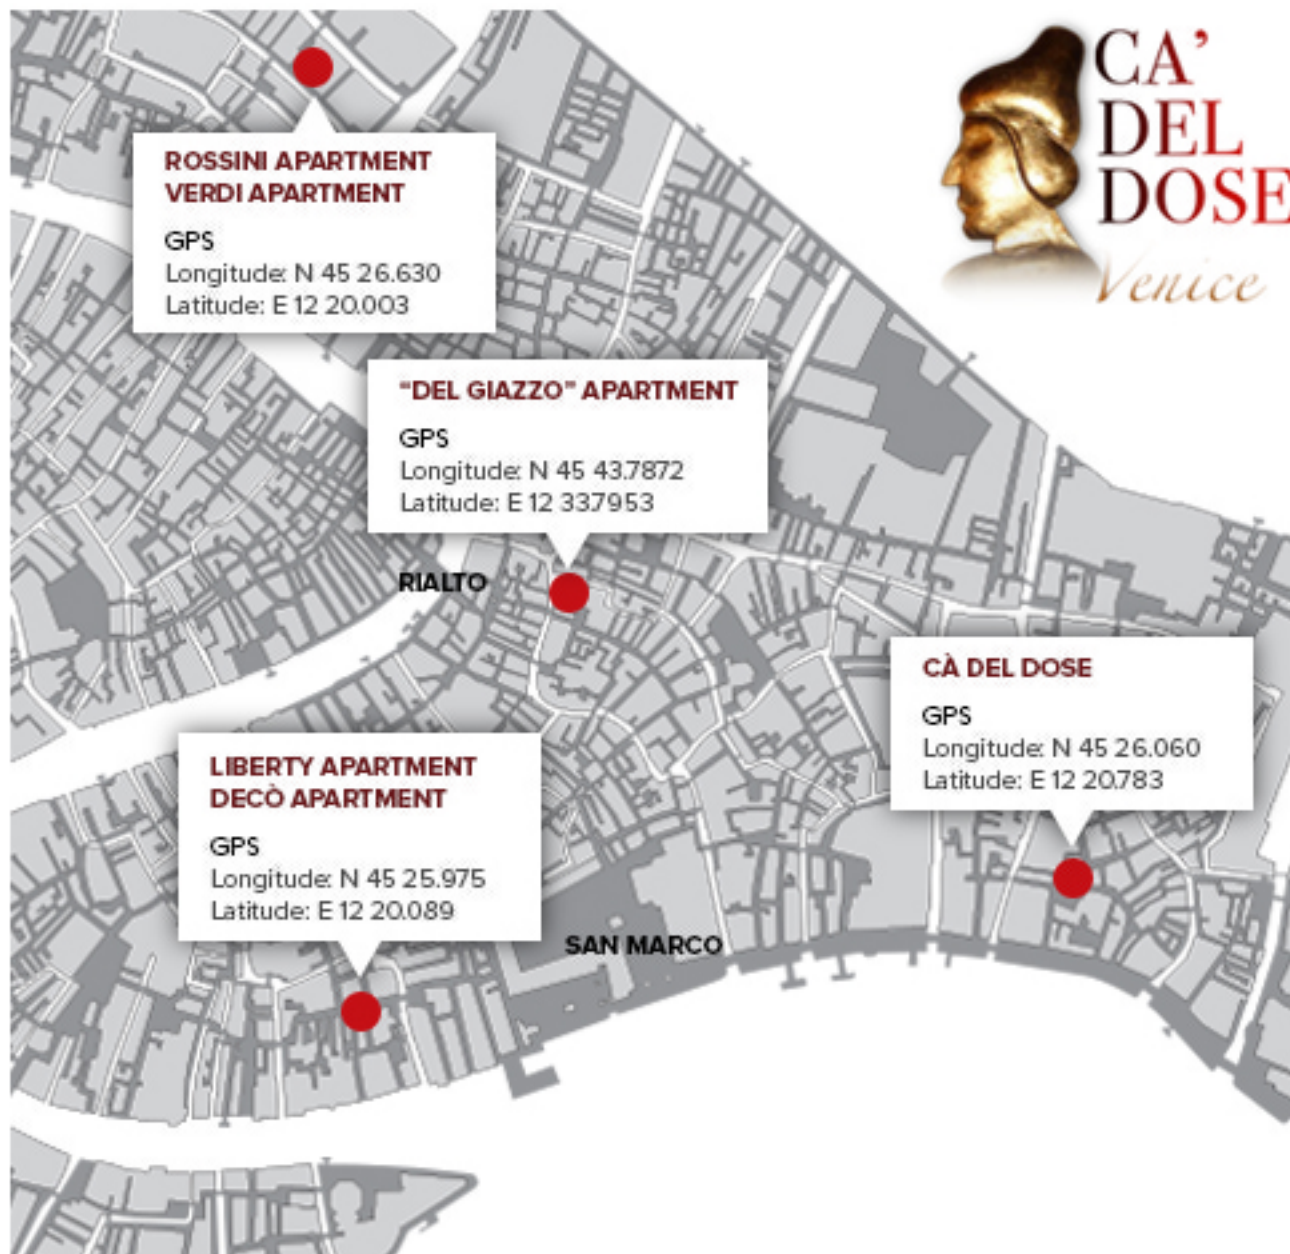 CA'
DEL
DOSE
Venice
ROSSINI APARTMENT
VERDI APARTMENT
GPS
Longitude: N 45 26.630
Latitude: E 12 20.003
"DEL GIAZZO" APARTMENT
GPS
Longitude: N 45 43.7872
Latitude: E 12 33.7953
RIALTO
CÀ DEL DOSE
GPS
Longitude: N 45 26.060
Latitude: E 12 20.783
LIBERTY APARTMENT
DECÒ APARTMENT
GPS
Longitude: N 45 25.975
Latitude: E 12 20.089
SAN MARCO